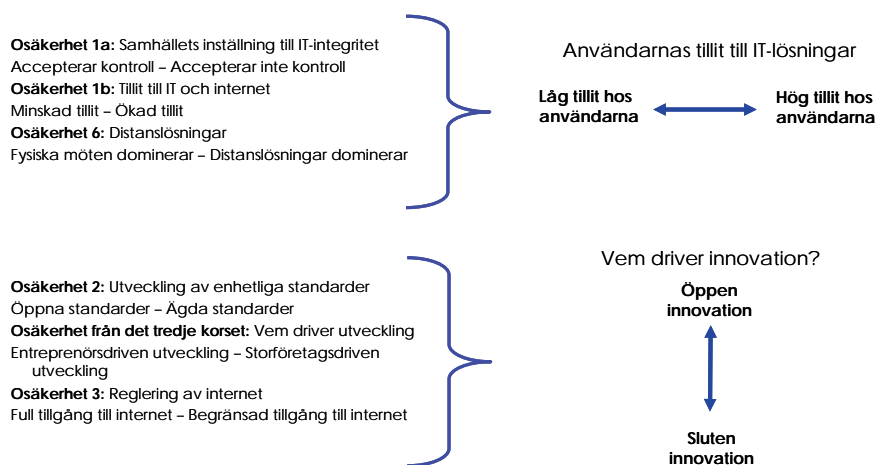 Osäkerhet 1a: Samhällets inställning till IT-integritet
Accepterar kontroll – Accepterar inte kontroll
Osäkerhet 1b: Tillit till IT och internet
Minskad tillit – Ökad tillit
Osäkerhet 6: Distanslösningar
Fysiska möten dominerar – Distanslösningar dominerar
Användarnas tillit till IT-lösningar
Låg tillit hos
användarna
Hög tillit hos
användarna
Osäkerhet 2: Utveckling av enhetliga standarder
Öppna standarder – Ägda standarder
Osäkerhet från det tredje korset: Vem driver utveckling
Entreprenörsdriven utveckling – Storföretagsdriven
utveckling
Osäkerhet 3: Reglering av internet
Full tillgång till internet – Begränsad tillgång till internet
Vem driver innovation?
Öppen
innovation
Sluten
innovation